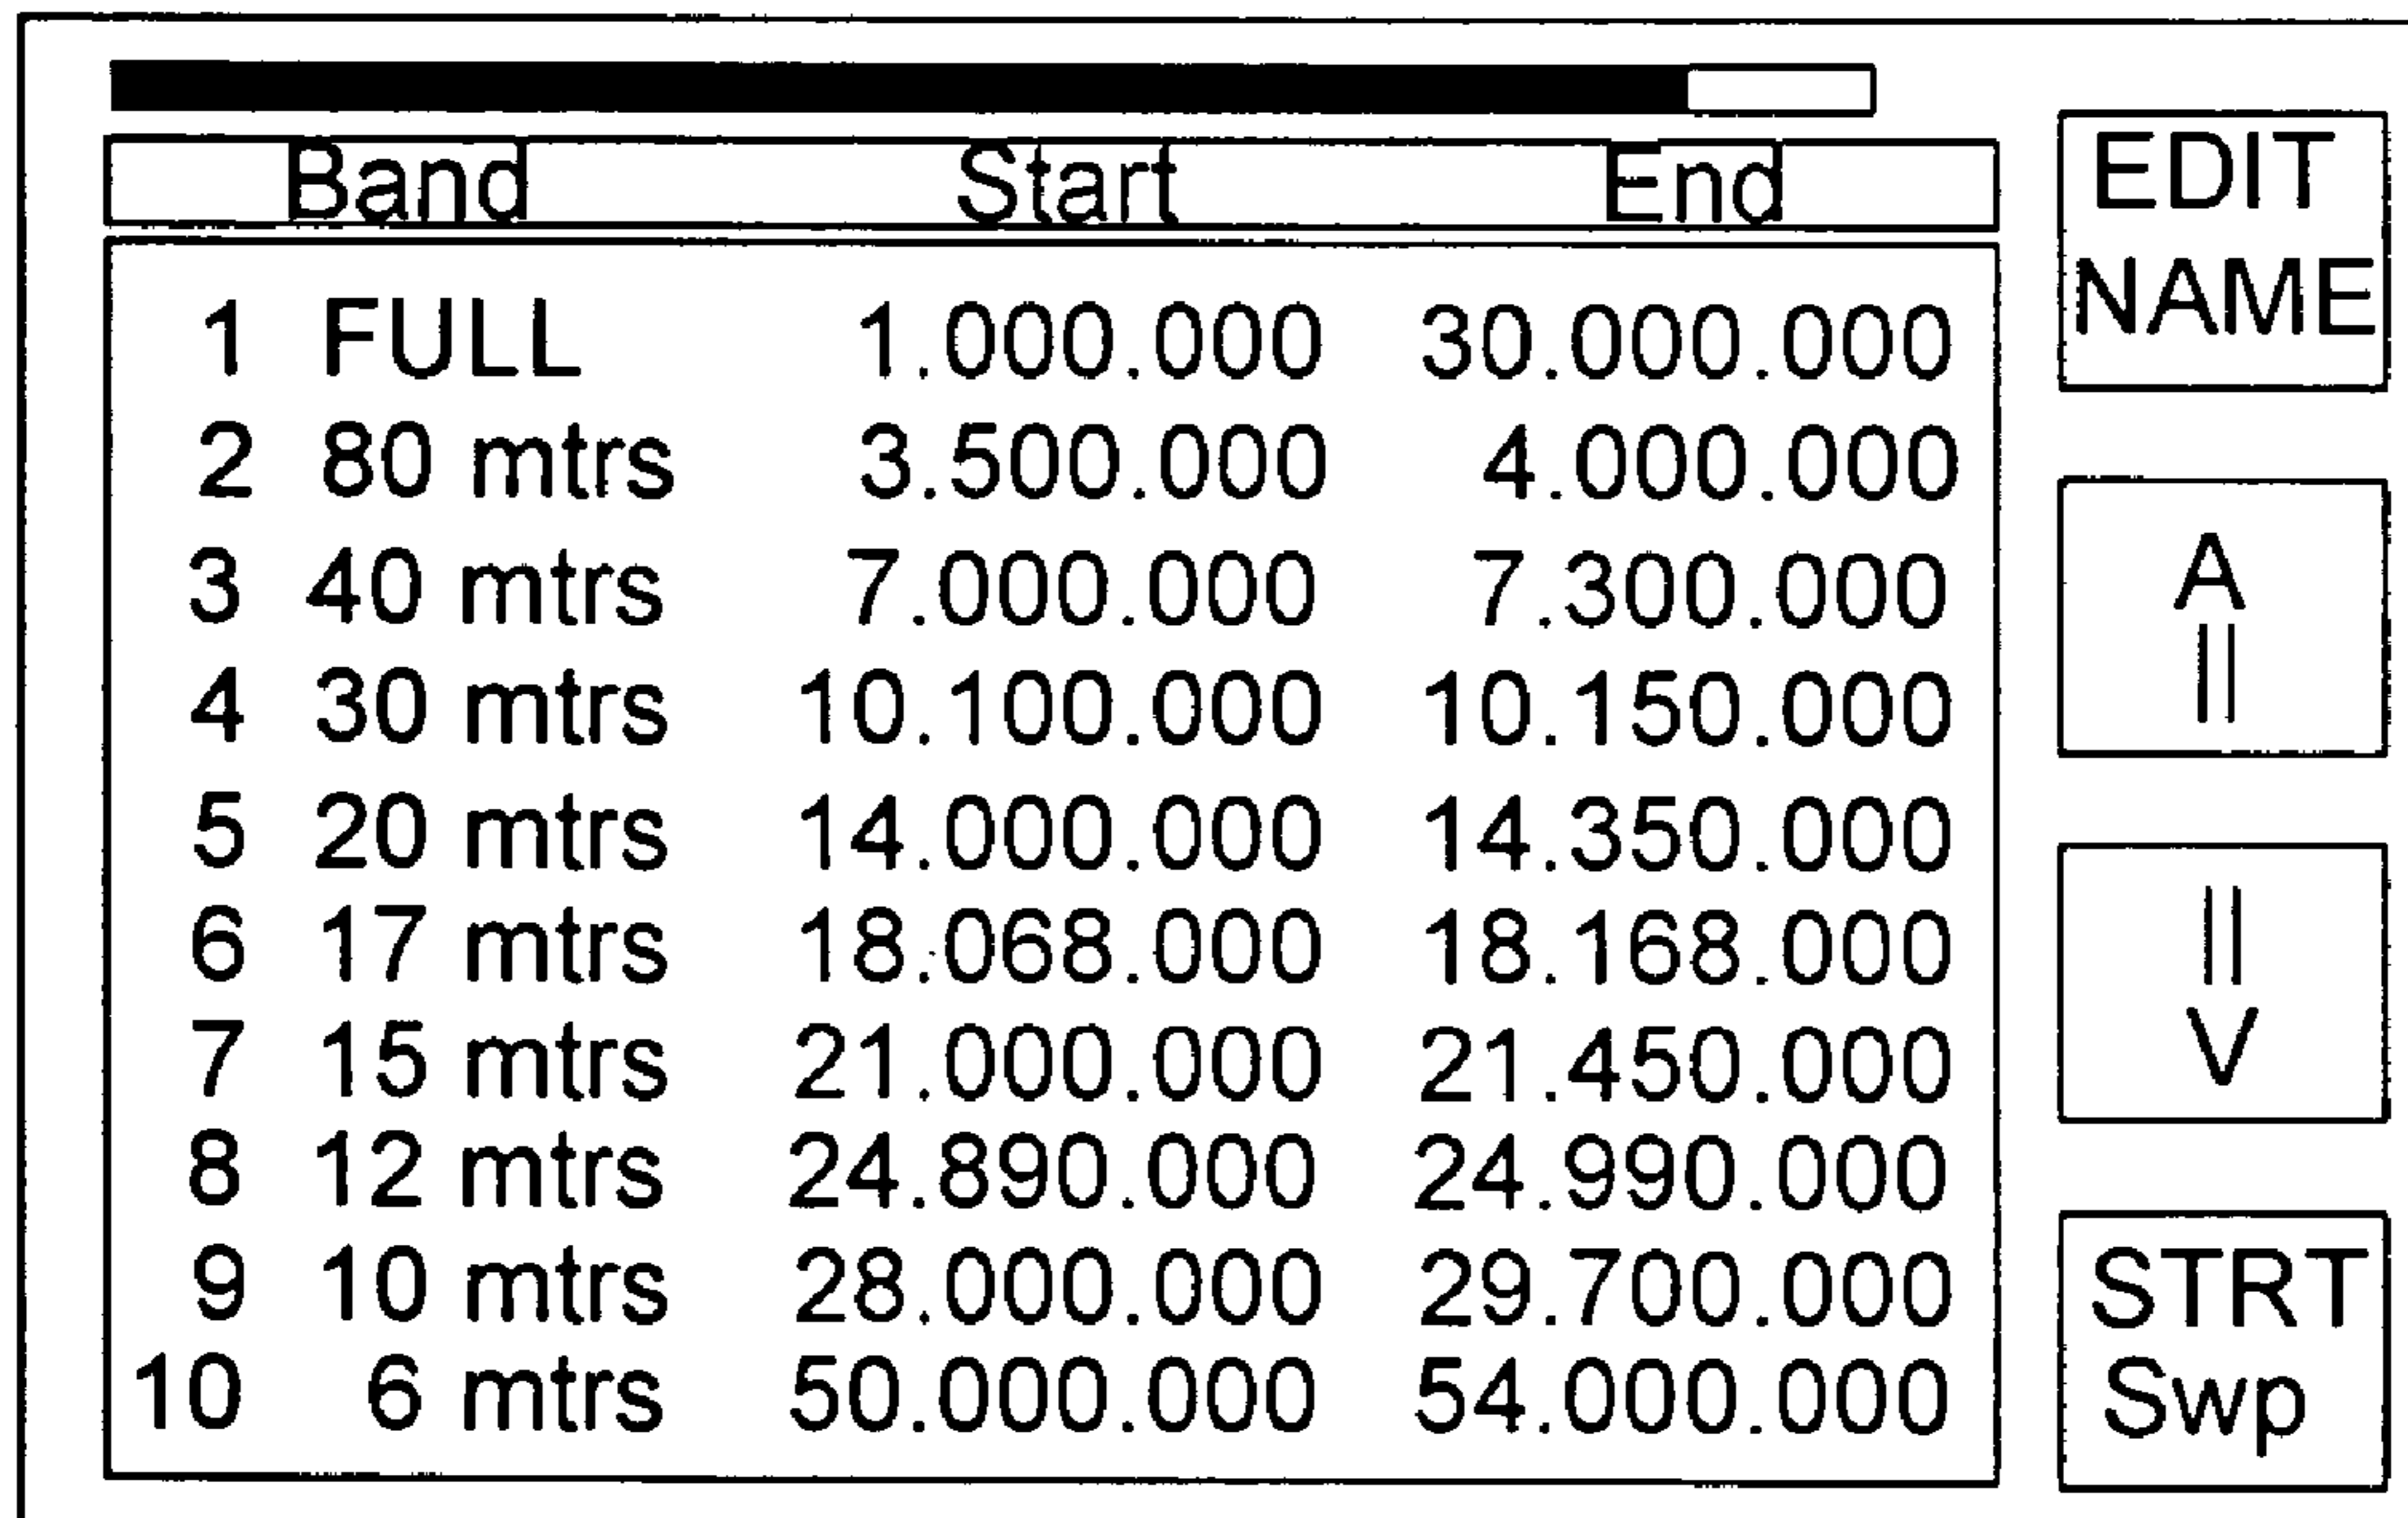 Band Start End
1 FULL 1.000.000 30.000.000
2 80 mtrs 3.500.000 4.000.000
3 40 mtrs 7.000.000 7.300.000
4 30 mtrs 10.100.000 10.150.000
5 20 mtrs 14.000.000 14.350.000
6 17 mtrs 18.068.000 18.168.000
7 15 mtrs 21.000.000 21.450.000
8 12 mtrs 24.890.000 24.990.000
9 10 mtrs 28.000.000 29.700.000
10 6 mtrs 50.000.000 54.000.000
EDIT
NAME
A
||
||
V
STRT
Swp